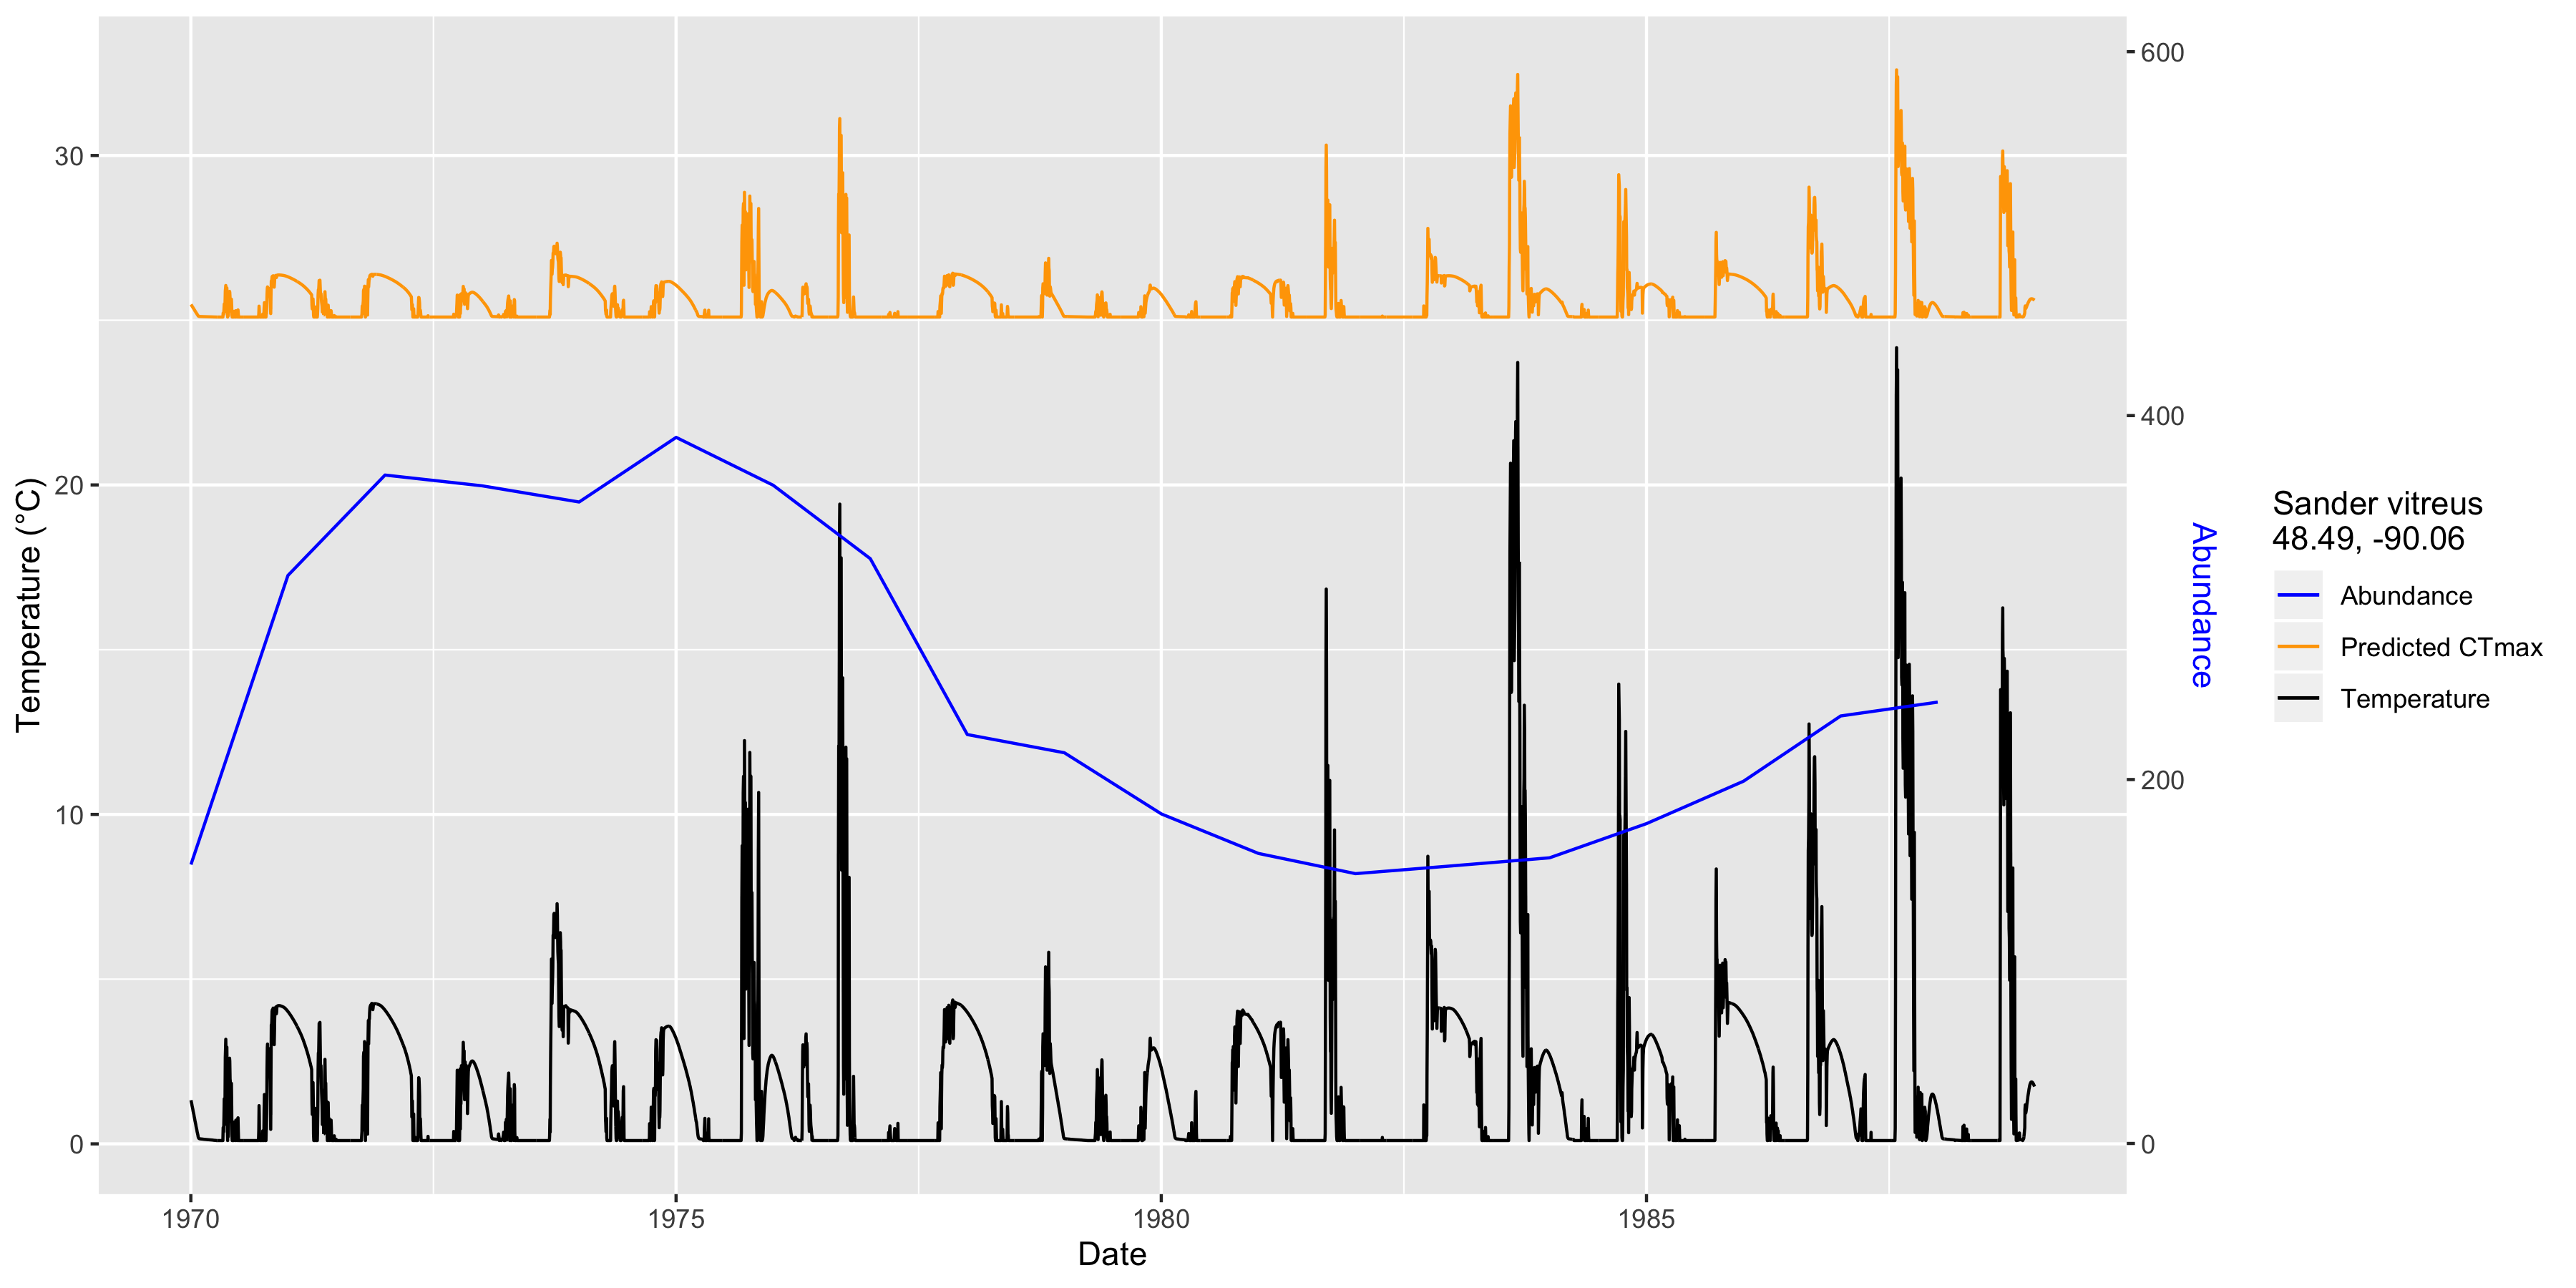 600
30
400
20
Temperature (°C)
Abundance
Sander vitreus
48.49, -90.06
Abundance
Predicted CTmax
Temperature
10
200
0
0
1970
1975
1980
1985
Date